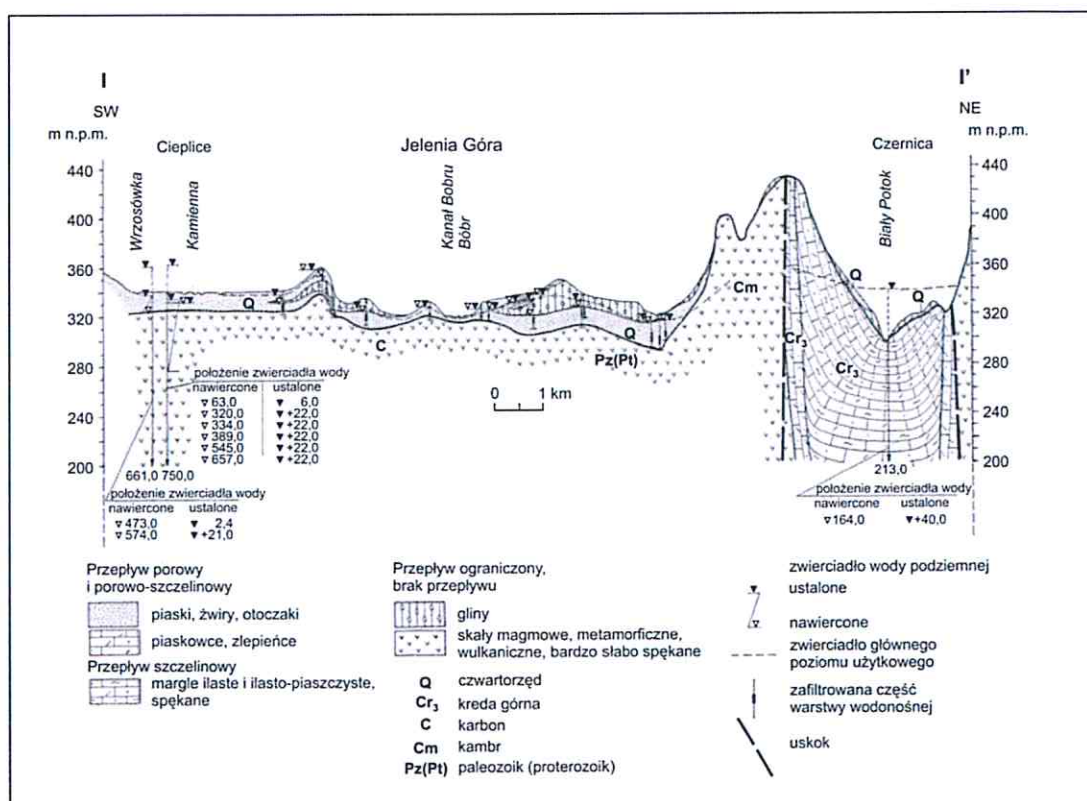 I
I'
SW
NE
m n.p.m.
m n.p.m.
Cieplice
Jelenia Góra
Czernica
Wrzosówka
Kamienna
Kanał Bobru
Bóbr
Biały Potok
440
400
360
320
280
240
200
440
400
360
320
280
240
200
Q
C
Q
Pz(Pt)
Cm
Cr₃
Cr₃
Q
Q
0 1 km
położenie zwierciadła wody
nawiercone ustalone
▽ 63,0 ▼ 6,0
▽ 320,0 ▼+22,0
▽ 334,0 ▼+22,0
▽ 389,0 ▼+22,0
▽ 545,0 ▼+22,0
▽ 657,0 ▼+22,0
661,0 750,0
położenie zwierciadła wody
nawiercone ustalone
▽ 473,0 ▼ 2,4
▽ 574,0 ▼+21,0
213,0
położenie zwierciadła wody
nawiercone ustalone
▽164,0 ▼+40,0
Przepływ porowy
i porowo-szczelinowy
piaski, żwiry, otoczaki
piaskowce, zlepieńce
Przepływ szczelinowy
margle ilaste i ilasto-piaszczyste,
spękane
Przepływ ograniczony,
brak przepływu
gliny
skały magmowe, metamorficzne,
wulkaniczne, bardzo słabo spękane
Q czwartorzęd
Cr₃ kreda górna
C karbon
Cm kambr
Pz(Pt) paleozoik (proterozoik)
zwierciadło wody podziemnej
ustalone
nawiercone
zwierciadło głównego
poziomu użytkowego
zafiltrowana część
warstwy wodonośnej
uskok